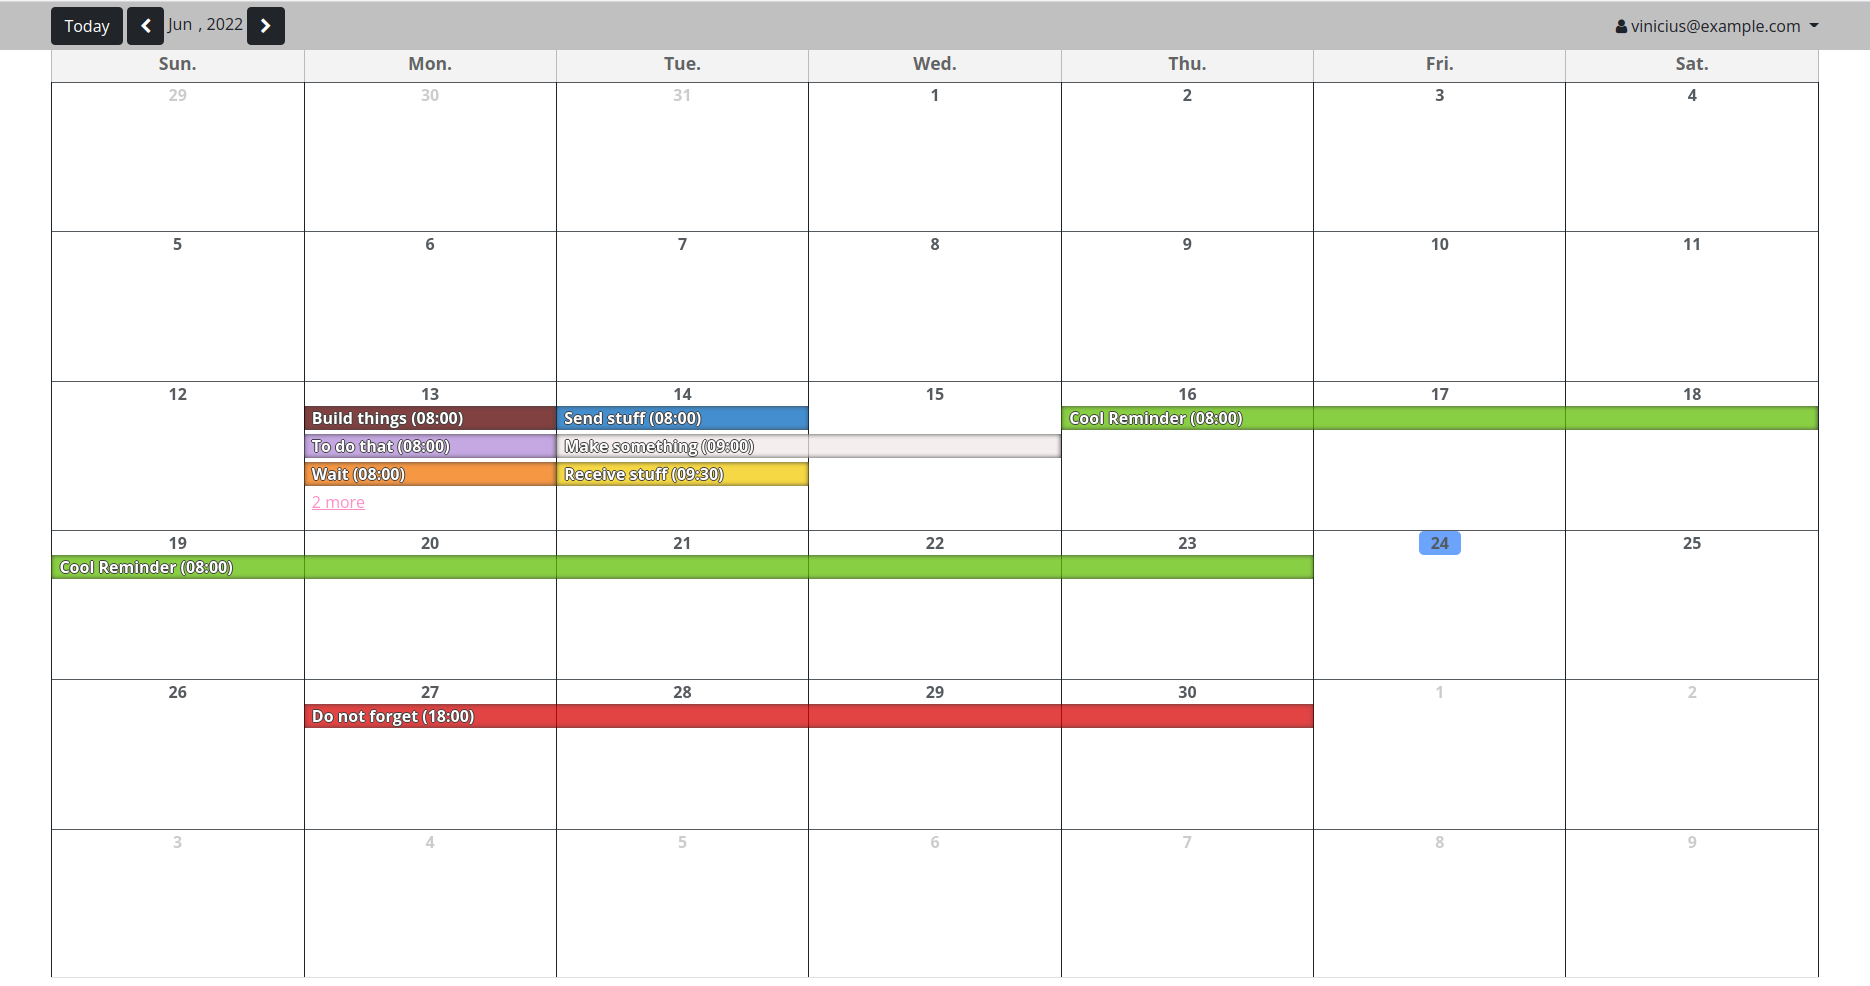 Today Jun , 2022 vinicius@example.com
Sun. Mon. Tue. Wed. Thu. Fri. Sat.
29 30 31 1 2 3 4
5 6 7 8 9 10 11
12 13 14 15 16 17 18
Build things (08:00) Send stuff (08:00) Cool Reminder (08:00)
To do that (08:00) Make something (09:00)
Wait (08:00) Receive stuff (09:30)
2 more
19 20 21 22 23 24 25
Cool Reminder (08:00)
26 27 28 29 30 1 2
Do not forget (18:00)
3 4 5 6 7 8 9